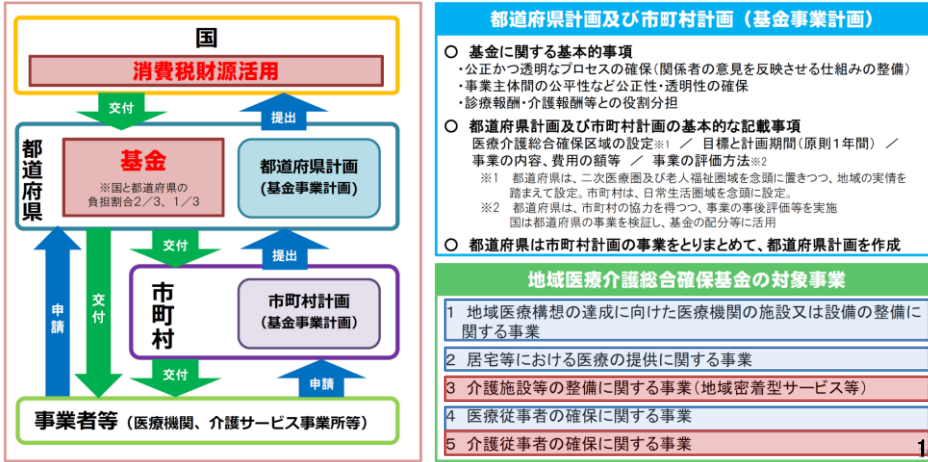 国
消費税財源活用
交付
提出
都道府県
基金
※国と都道府県の
負担割合2/3、1/3
都道府県計画
(基金事業計画)
申請
交付
交付
提出
市町村
市町村計画
(基金事業計画)
交付
申請
事業者等(医療機関、介護サービス事業所等)
都道府県計画及び市町村計画(基金事業計画)
○ 基金に関する基本的事項
・公正かつ透明なプロセスの確保(関係者の意見を反映させる仕組みの整備)
・事業主体間の公平性など公正性・透明性の確保
・診療報酬・介護報酬等との役割分担
○ 都道府県計画及び市町村計画の基本的な記載事項
医療介護総合確保区域の設定※1 / 目標と計画期間(原則1年間) /
事業の内容、費用の額等 / 事業の評価方法※2
※1 都道府県は、二次医療圏及び老人福祉圏域を念頭に置きつつ、地域の実情を
踏まえて設定。市町村は、日常生活圏域を念頭に設定。
※2 都道府県は、市町村の協力を得つつ、事業の事後評価等を実施
国は都道府県の事業を検証し、基金の配分等に活用
○ 都道府県は市町村計画の事業をとりまとめて、都道府県計画を作成
地域医療介護総合確保基金の対象事業
1 地域医療構想の達成に向けた医療機関の施設又は設備の整備に
関する事業
2 居宅等における医療の提供に関する事業
3 介護施設等の整備に関する事業(地域密着型サービス等)
4 医療従事者の確保に関する事業
5 介護従事者の確保に関する事業
1